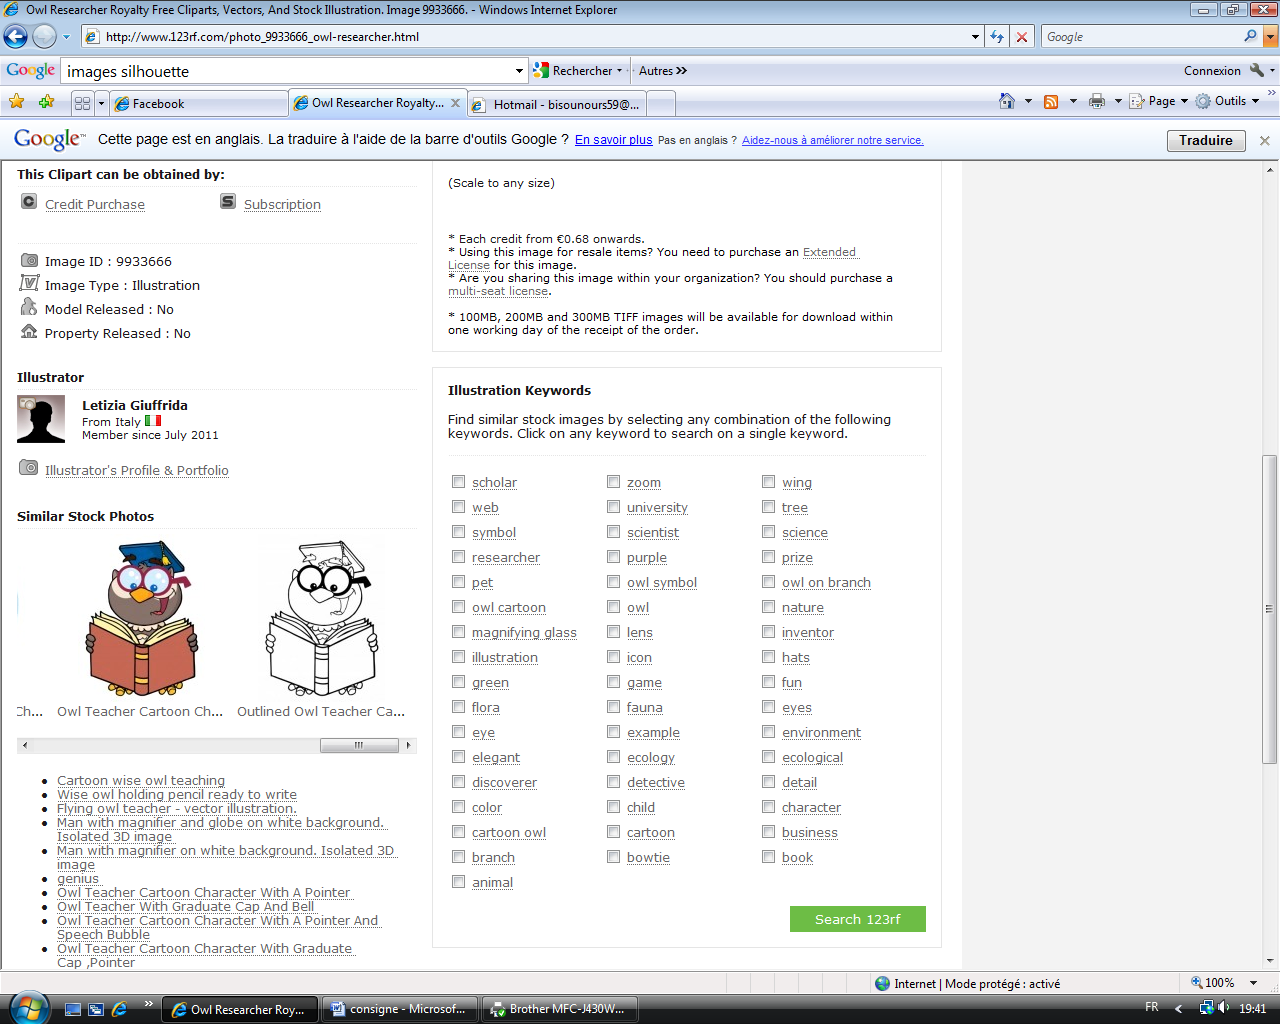 Owl Researcher Royalty Free Cliparts, Vectors, And Stock Illustration. Image 9933666. - Windows Internet Explorer
http://www.123rf.com/photo_9933666_owl-researcher.html
Google
Google
images silhouette
Rechercher
Autres »
Connexion
Facebook
Owl Researcher Royalty...
Hotmail - bisounours59@...
Page
Outils
Google™
Cette page est en anglais. La traduire à l'aide de la barre d'outils Google ?
En savoir plus
Pas en anglais ?
Aidez-nous à améliorer notre service.
Traduire
This Clipart can be obtained by:
C Credit Purchase
S Subscription
Image ID : 9933666
Image Type : Illustration
Model Released : No
Property Released : No
Illustrator
Letizia Giuffrida
From Italy
Member since July 2011
Illustrator's Profile & Portfolio
Similar Stock Photos
Ch...
Owl Teacher Cartoon Ch...
Outlined Owl Teacher Ca...
Cartoon wise owl teaching
Wise owl holding pencil ready to write
Flying owl teacher - vector illustration.
Man with magnifier and globe on white background.
Isolated 3D image
Man with magnifier on white background. Isolated 3D
image
genius
Owl Teacher Cartoon Character With A Pointer
Owl Teacher With Graduate Cap And Bell
Owl Teacher Cartoon Character With A Pointer And
Speech Bubble
Owl Teacher Cartoon Character With Graduate
Cap ,Pointer
(Scale to any size)
* Each credit from €0.68 onwards.
* Using this image for resale items? You need to purchase an Extended
License for this image.
* Are you sharing this image within your organization? You should purchase a
multi-seat license.
* 100MB, 200MB and 300MB TIFF images will be available for download within
one working day of the receipt of the order.
Illustration Keywords
Find similar stock images by selecting any combination of the following
keywords. Click on any keyword to search on a single keyword.
scholar zoom wing
web university tree
symbol scientist science
researcher purple prize
pet owl symbol owl on branch
owl cartoon owl nature
magnifying glass lens inventor
illustration icon hats
green game fun
flora fauna eyes
eye example environment
elegant ecology ecological
discoverer detective detail
color child character
cartoon owl cartoon business
branch bowtie book
animal
Search 123rf
Internet | Mode protégé : activé
100%
»
Owl Researcher Roy...
consigne - Microsof...
Brother MFC-J430W...
FR
19:41